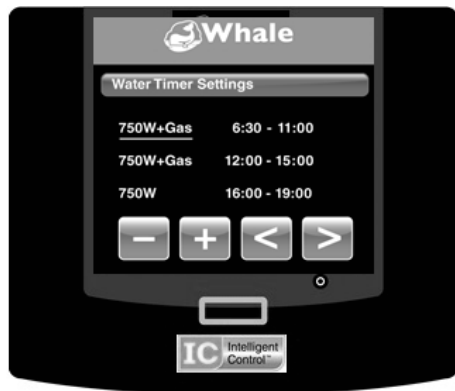 Whale
Water Timer Settings
750W+Gas 6:30 - 11:00
750W+Gas 12:00 - 15:00
750W 16:00 - 19:00
− + < >
IC Intelligent
Control™